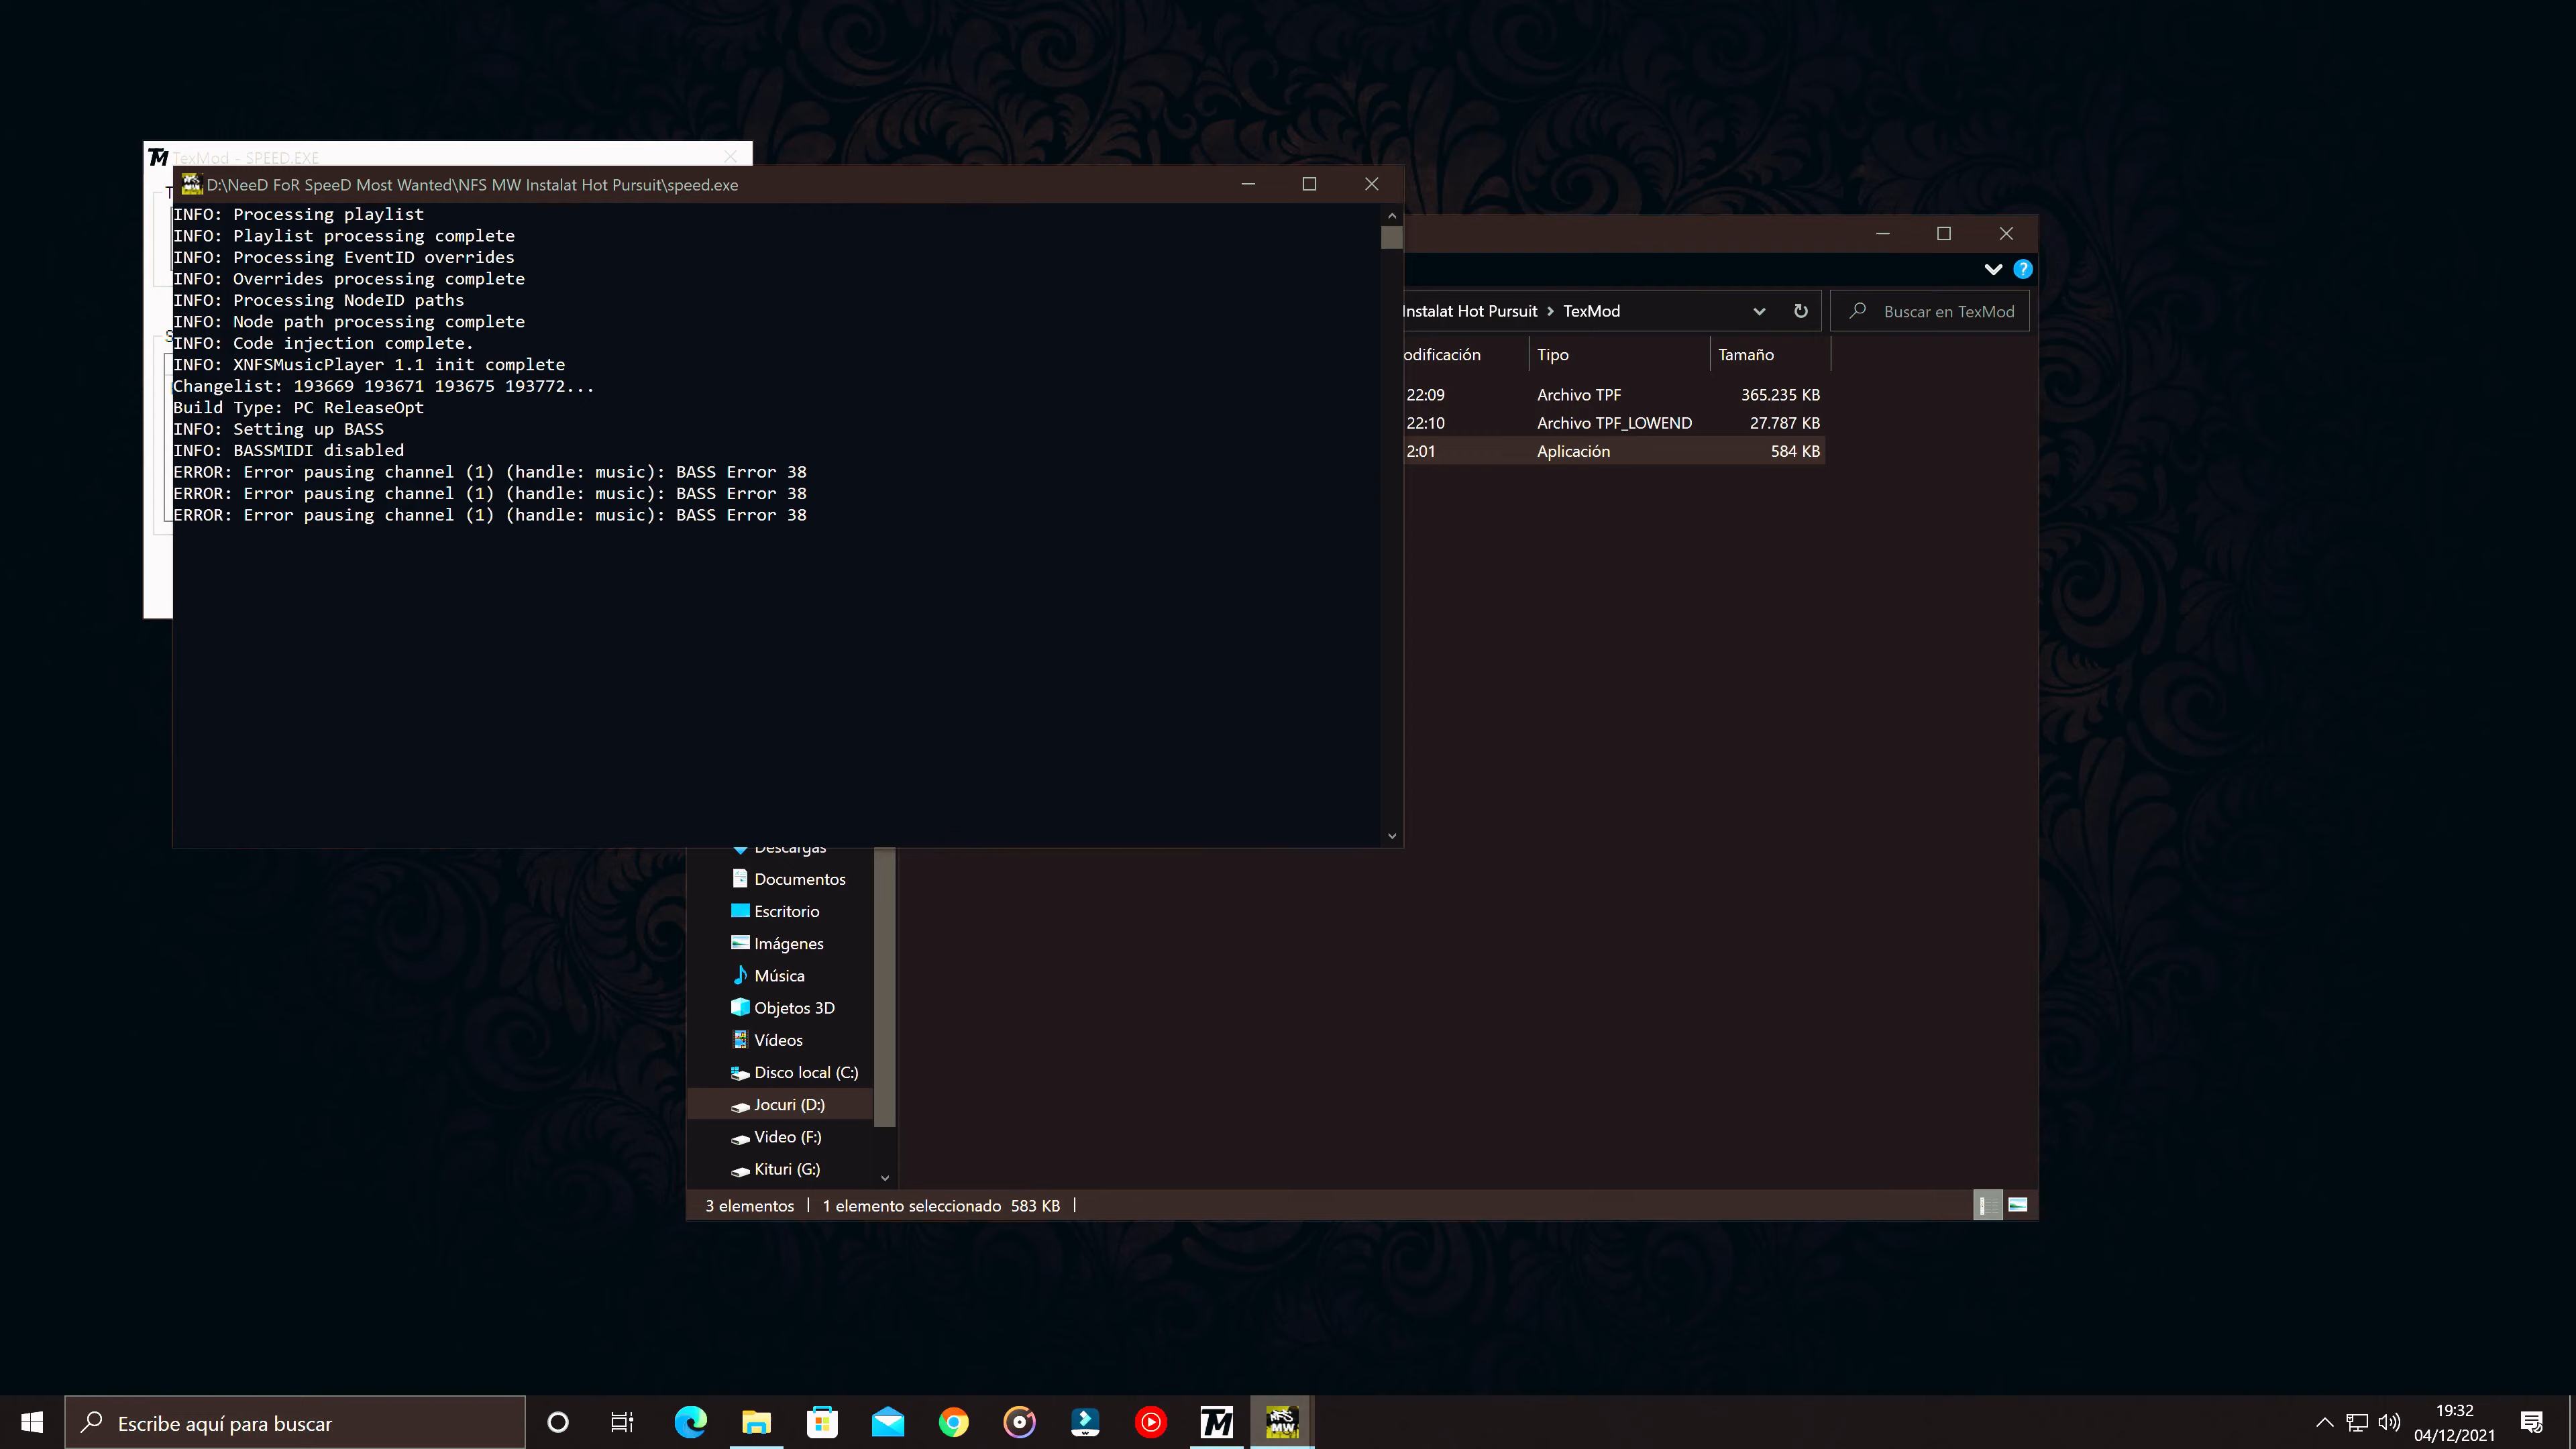 TexMod - SPEED.EXE
D:\NeeD FoR SpeeD Most Wanted\NFS MW Instalat Hot Pursuit\speed.exe
INFO: Processing playlist
INFO: Playlist processing complete
INFO: Processing EventID overrides
INFO: Overrides processing complete
INFO: Processing NodeID paths
INFO: Node path processing complete
INFO: Code injection complete.
INFO: XNFSMusicPlayer 1.1 init complete
Changelist: 193669 193671 193675 193772...
Build Type: PC ReleaseOpt
INFO: Setting up BASS
INFO: BASSMIDI disabled
ERROR: Error pausing channel (1) (handle: music): BASS Error 38
ERROR: Error pausing channel (1) (handle: music): BASS Error 38
ERROR: Error pausing channel (1) (handle: music): BASS Error 38
Instalat Hot Pursuit > TexMod
Buscar en TexMod
odificación Tipo Tamaño
22:09 Archivo TPF 365.235 KB
22:10 Archivo TPF_LOWEND 27.787 KB
2:01 Aplicación 584 KB
Descargas
Documentos
Escritorio
Imágenes
Música
Objetos 3D
Vídeos
Disco local (C:)
Jocuri (D:)
Video (F:)
Kituri (G:)
3 elementos 1 elemento seleccionado 583 KB
Escribe aquí para buscar
TM
NFS
MW
19:32
04/12/2021